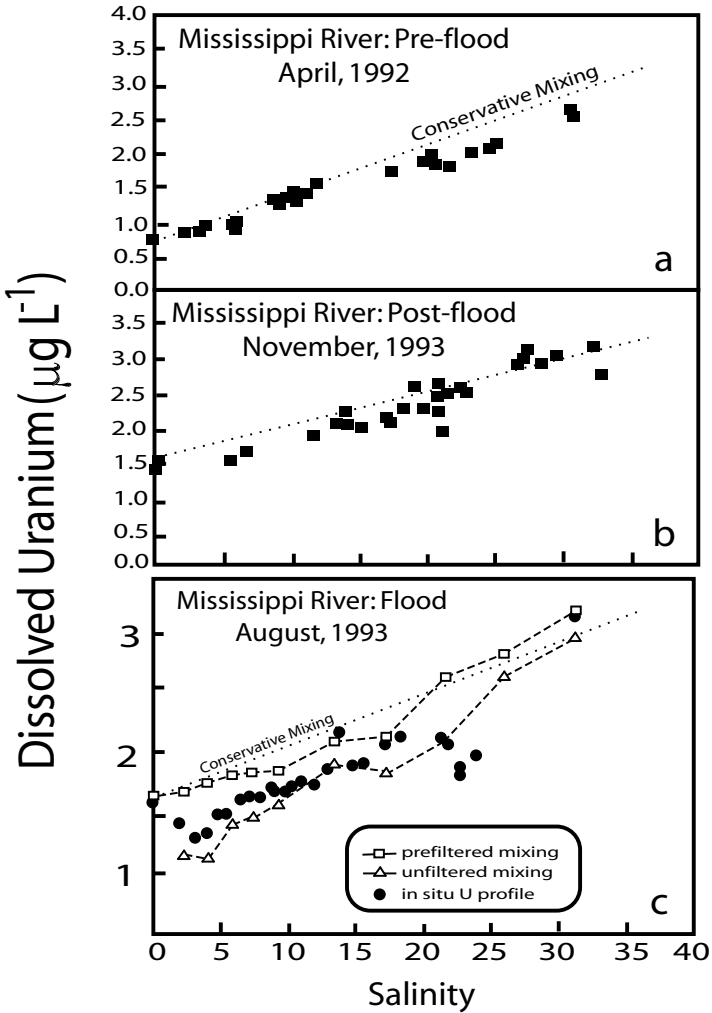 Dissolved Uranium (μg L-1)
4.0
3.5
3.0
2.5
2.0
1.5
1.0
0.5
0.0
Mississippi River: Pre-flood
April, 1992
Conservative Mixing
a
3.5
3.0
2.5
2.0
1.5
1.0
0.5
0.0
Mississippi River: Post-flood
November, 1993
b
3
2
1
Mississippi River: Flood
August, 1993
Conservative Mixing
prefiltered mixing
unfiltered mixing
in situ U profile
c
0 5 10 15 20 25 30 35 40
Salinity